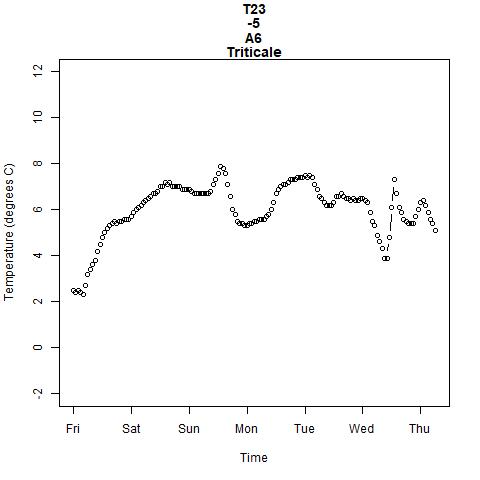 T23
-5
A6
Triticale
Temperature (degrees C)
12
10
8
6
4
2
0
-2
Fri Sat Sun Mon Tue Wed Thu
Time